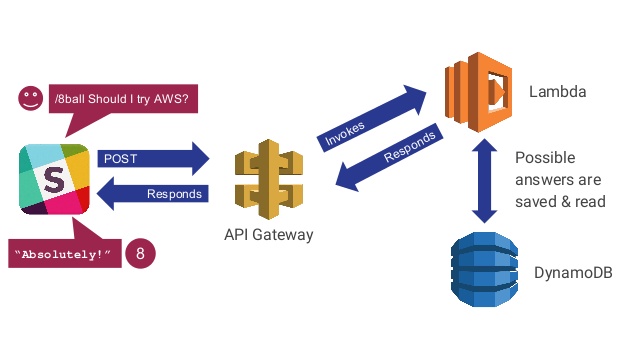 /8ball Should I try AWS?
POST
Responds
S
"Absolutely!"
8
API Gateway
Invokes
Responds
Lambda
Possible
answers are
saved & read
DynamoDB